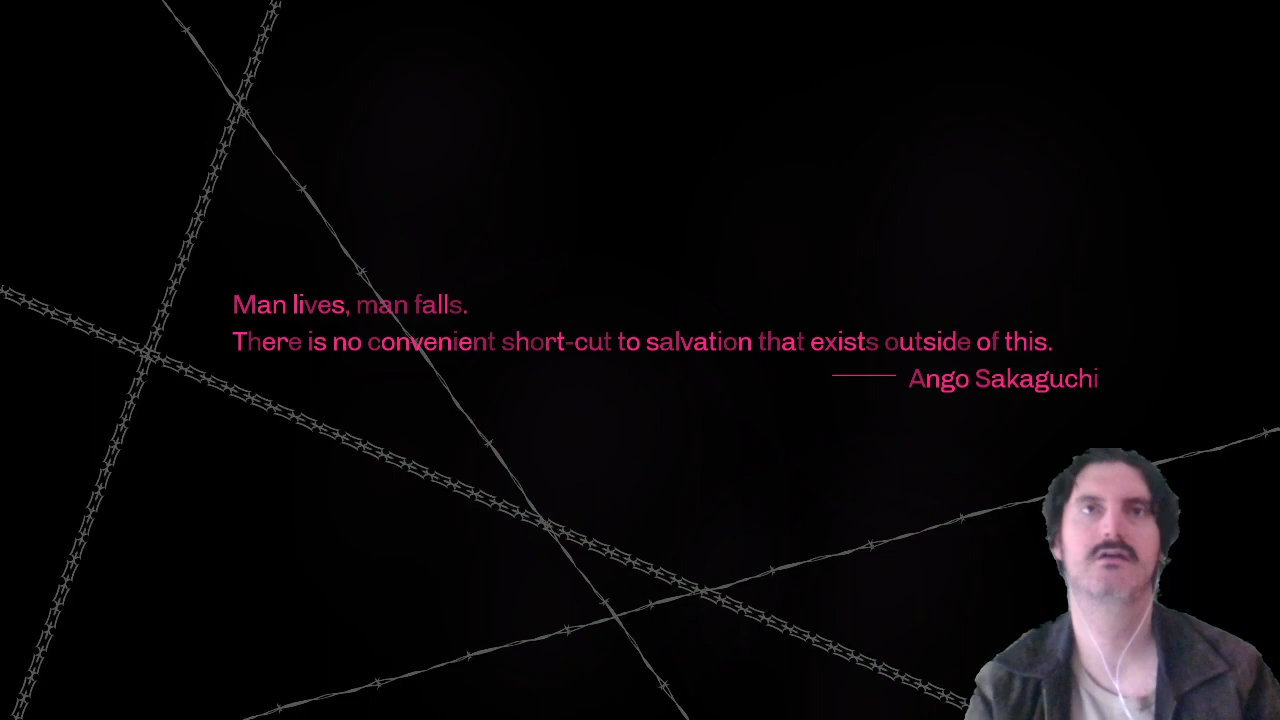 Man lives, man falls.
There is no convenient short-cut to salvation that exists outside of this.
—— Ango Sakaguchi